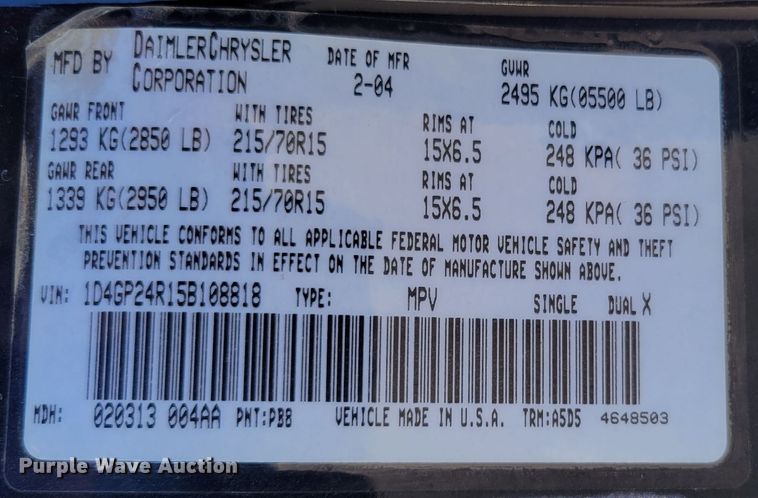 MFD BY DAIMLERCHRYSLER CORPORATION DATE OF MFR 2-04 GVWR 2495 KG(05500 LB)
GAWR FRONT WITH TIRES RIMS AT COLD
1293 KG(2850 LB) 215/70R15 15X6.5 248 KPA( 36 PSI)
GAWR REAR WITH TIRES RIMS AT COLD
1339 KG(2950 LB) 215/70R15 15X6.5 248 KPA( 36 PSI)
THIS VEHICLE CONFORMS TO ALL APPLICABLE FEDERAL MOTOR VEHICLE SAFETY AND THEFT
PREVENTION STANDARDS IN EFFECT ON THE DATE OF MANUFACTURE SHOWN ABOVE.
VIN: 1D4GP24R15B108818 TYPE: MPV SINGLE DUAL X
MDH: 020313 004AA PNT:PB8 VEHICLE MADE IN U.S.A. TRM:A5D5 4648503
Purple Wave Auction